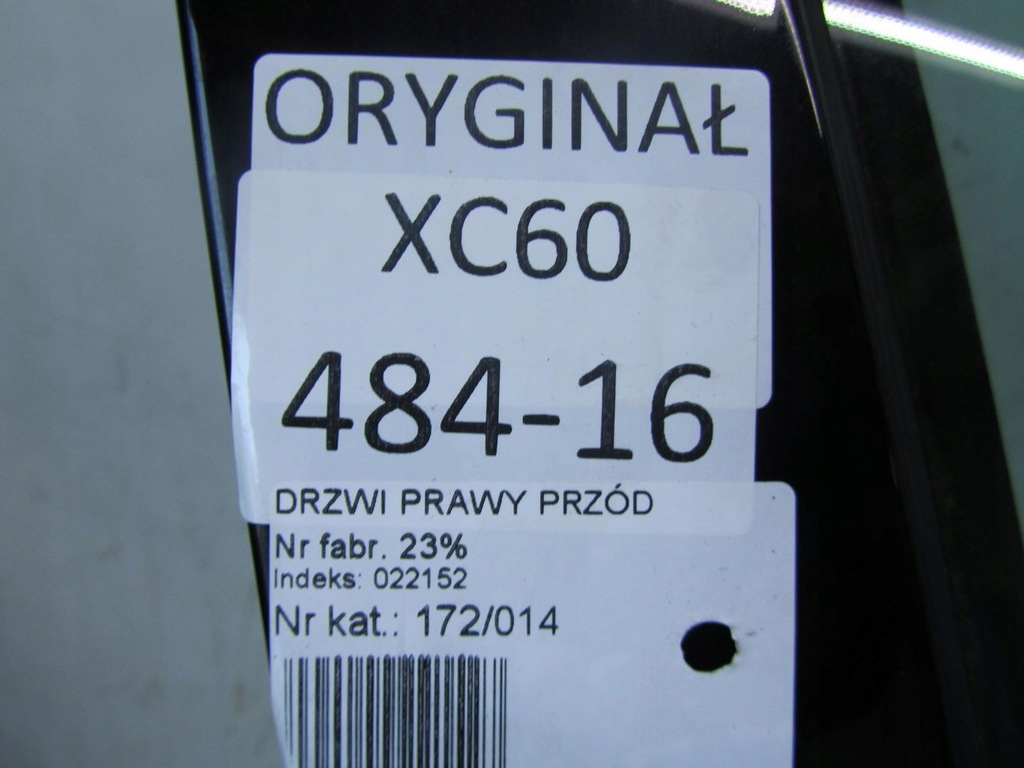 ORYGINAŁ
XC60
484-16
DRZWI PRAWY PRZÓD
Nr fabr. 23%
Indeks: 022152
Nr kat.: 172/014